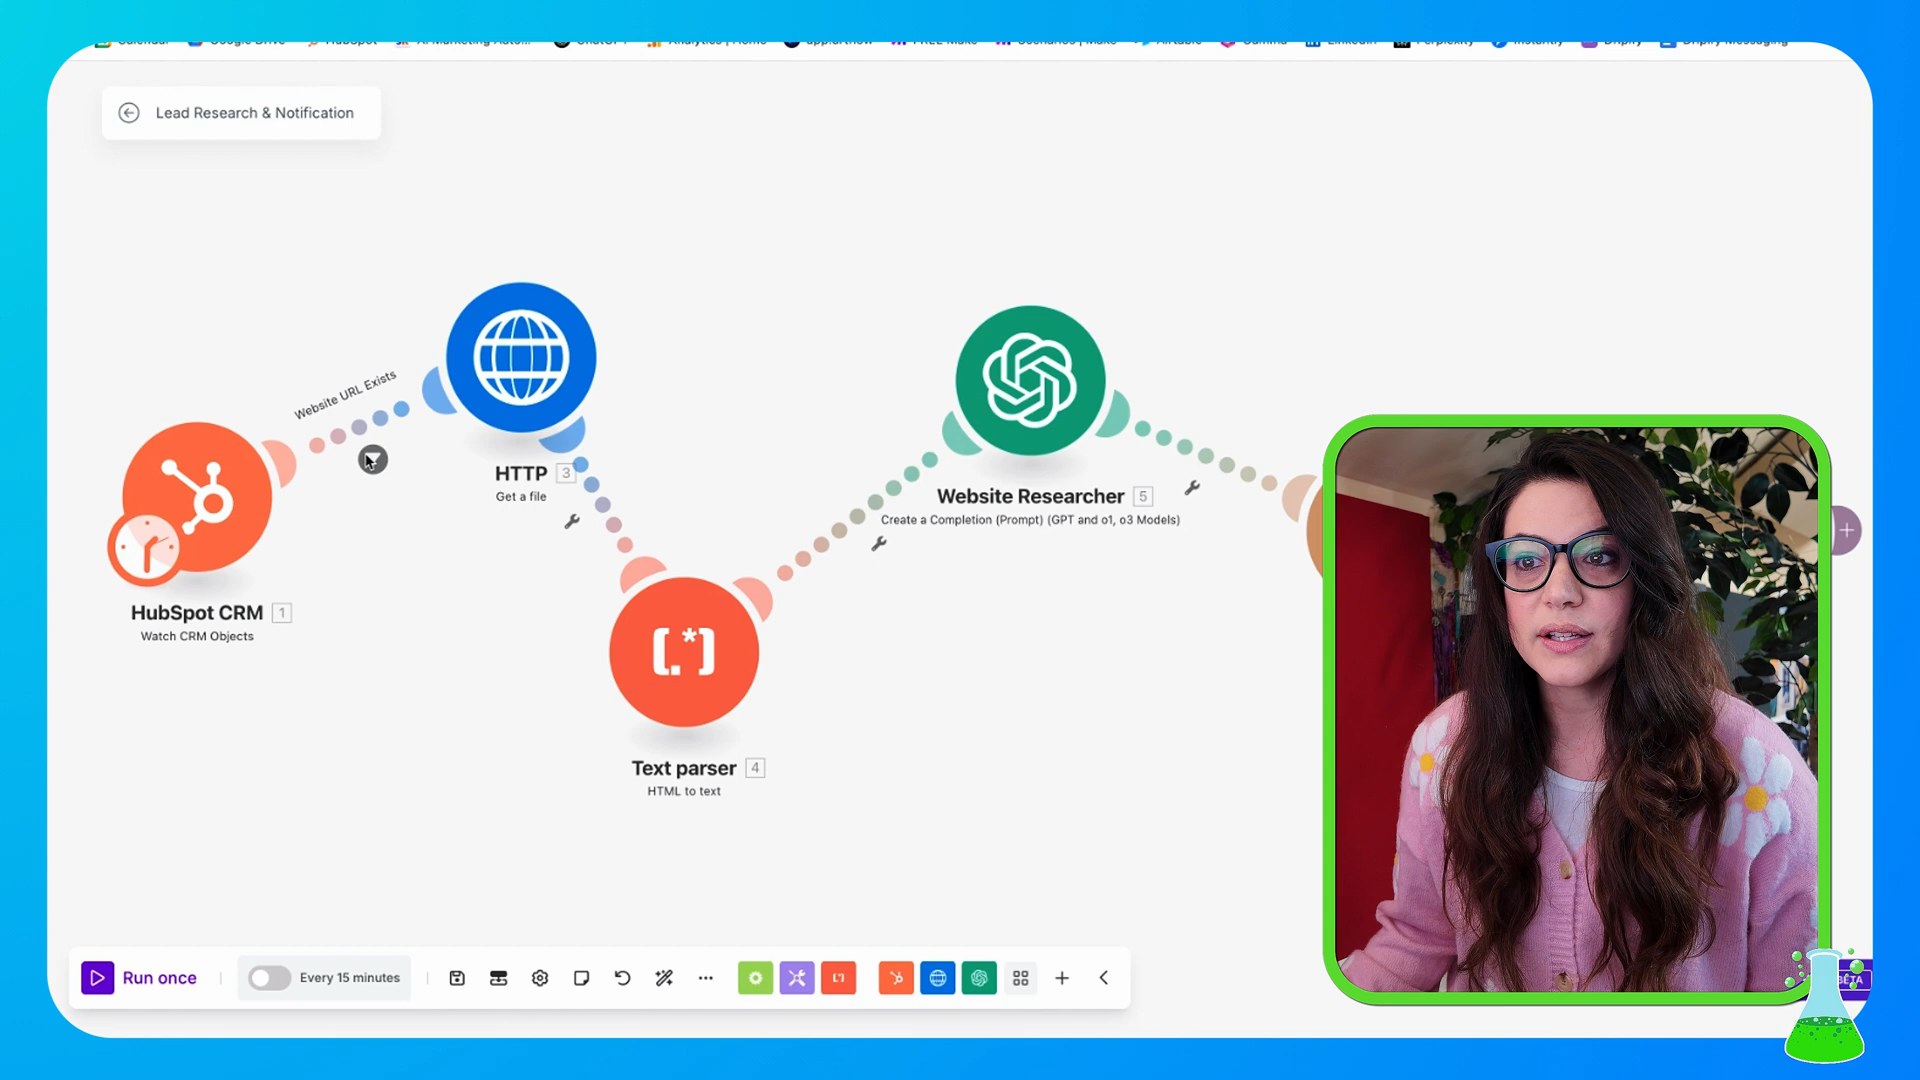 Lead Research & Notification
Website URL Exists
HTTP 3
Get a file
Website Researcher 5
Create a Completion (Prompt) (GPT and o1, o3 Models)
HubSpot CRM 1
Watch CRM Objects
Text parser 4
HTML to text
Run once
Every 15 minutes
BÊTA